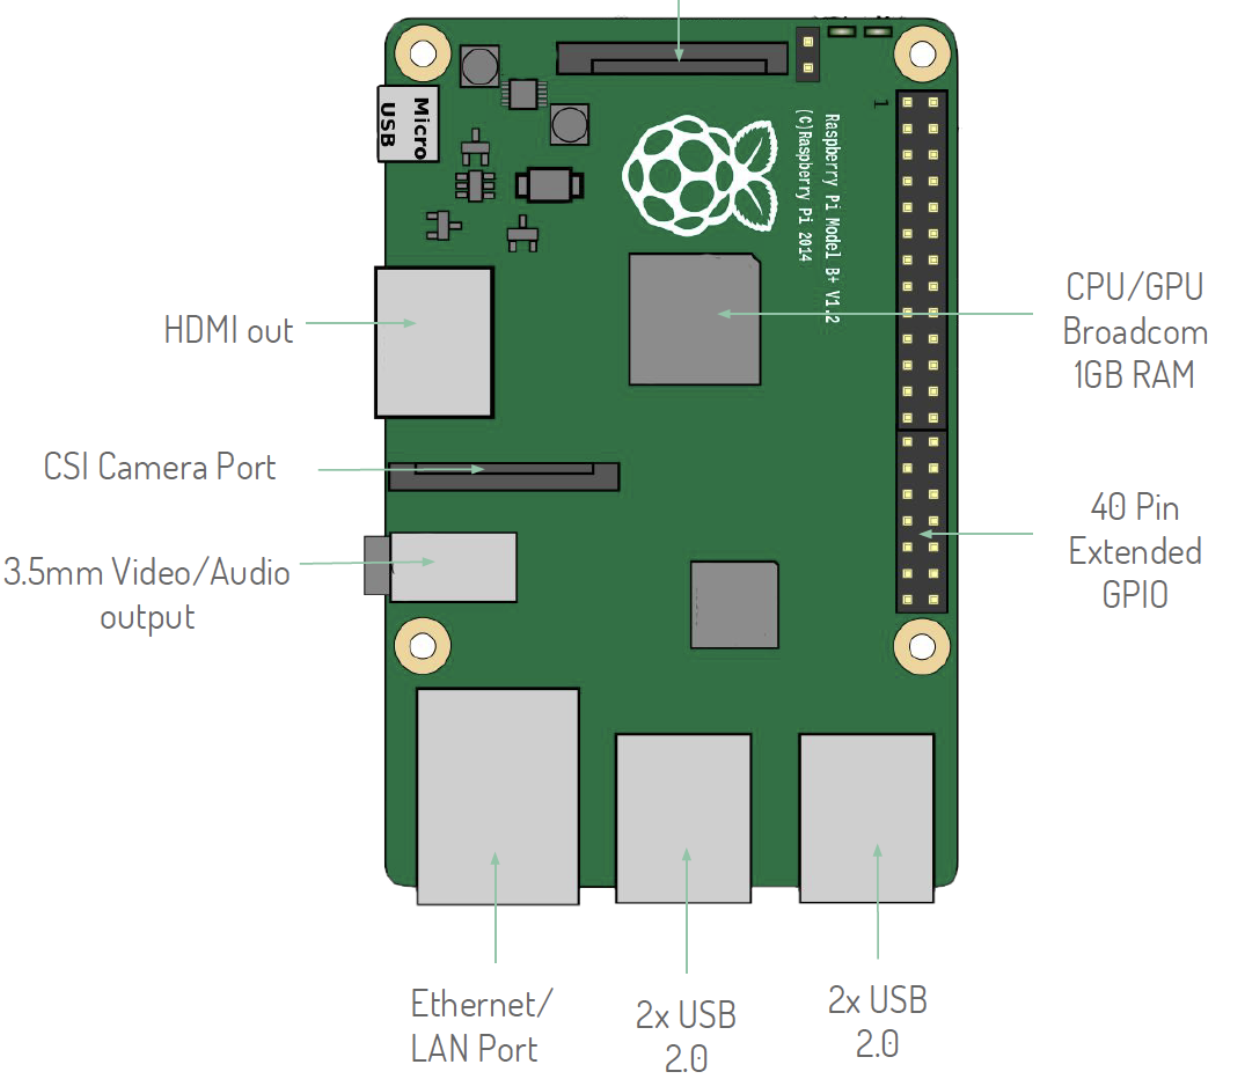 Micro
USB
1
Raspberry Pi Model B+ V1.2
(C)Raspberry Pi 2014
HDMI out
CPU/GPU
Broadcom
1GB RAM
CSI Camera Port
40 Pin
Extended
GPIO
3.5mm Video/Audio
output
Ethernet/
LAN Port
2x USB
2.0
2x USB
2.0